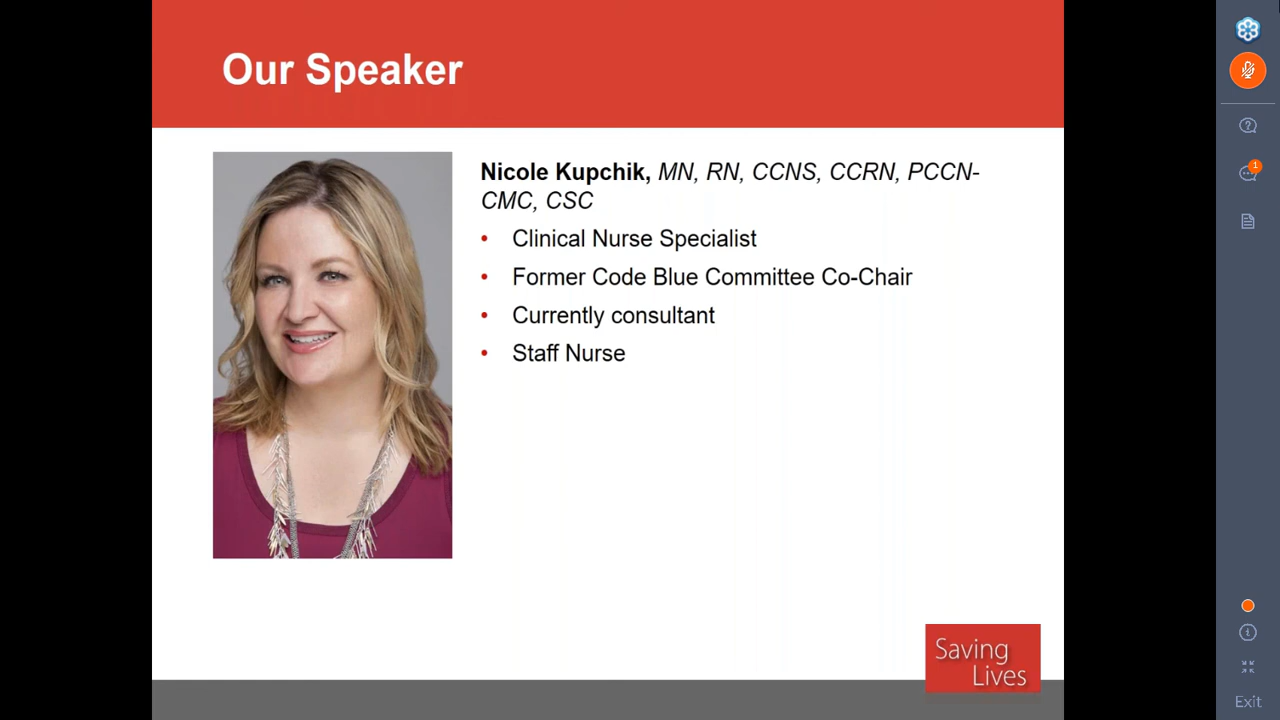 Our Speaker
Nicole Kupchik, MN, RN, CCNS, CCRN, PCCN-
CMC, CSC
• Clinical Nurse Specialist
• Former Code Blue Committee Co-Chair
• Currently consultant
• Staff Nurse
Saving
Lives
1
Exit